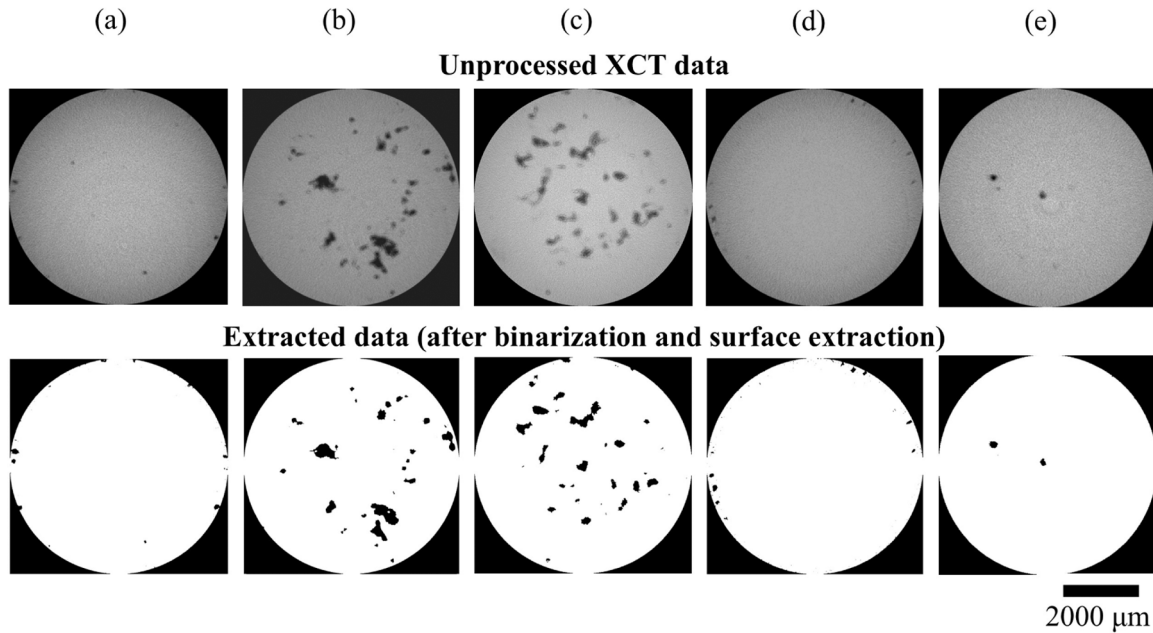 (a) (b) (c) (d) (e)
Unprocessed XCT data
Extracted data (after binarization and surface extraction)
2000 μm